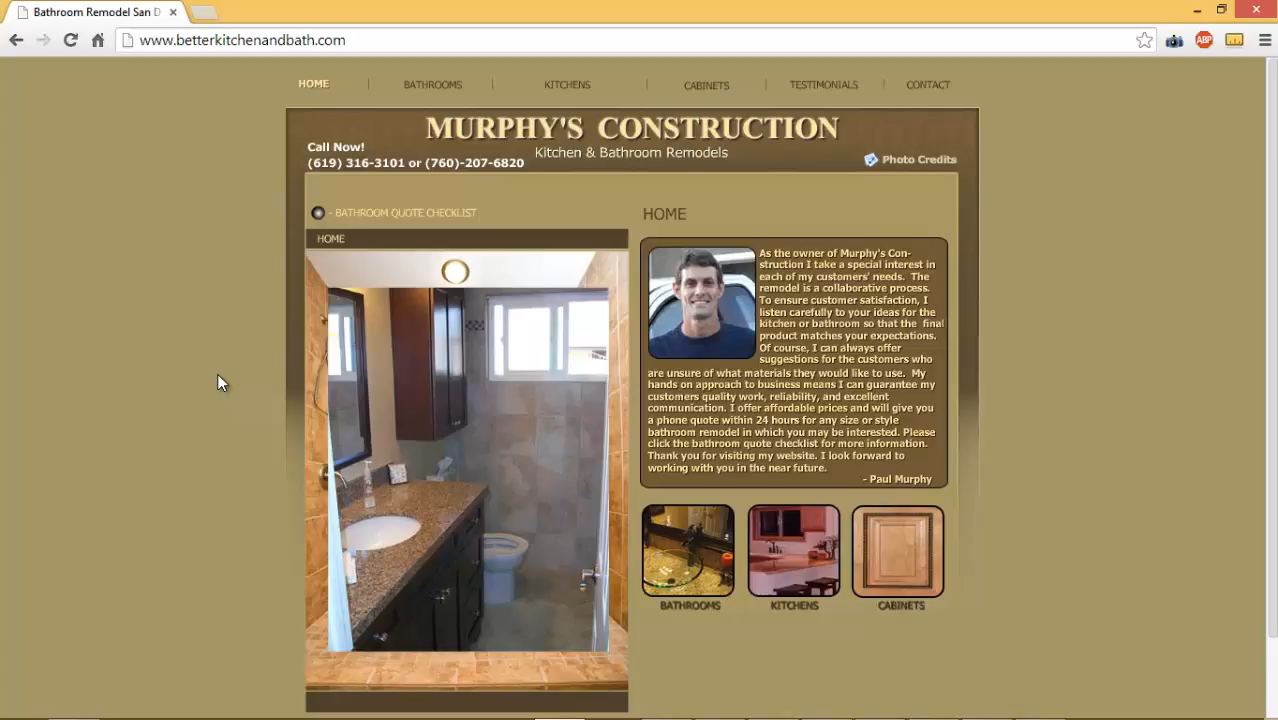 Bathroom Remodel San D
www.betterkitchenandbath.com
ABP
HOME
BATHROOMS
KITCHENS
CABINETS
TESTIMONIALS
CONTACT
MURPHY'S CONSTRUCTION
Kitchen & Bathroom Remodels
Call Now!
(619) 316-3101 or (760)-207-6820
Photo Credits
- BATHROOM QUOTE CHECKLIST
HOME
HOME
As the owner of Murphy's Con-
struction I take a special interest in
each of my customers' needs. The
remodel is a collaborative process.
To ensure customer satisfaction, I
listen carefully to your ideas for the
kitchen or bathroom so that the final
product matches your expectations.
Of course, I can always offer
suggestions for the customers who
are unsure of what materials they would like to use. My
hands on approach to business means I can guarantee my
customers quality work, reliability, and excellent
communication. I offer affordable prices and will give you
a phone quote within 24 hours for any size or style
bathroom remodel in which you may be interested. Please
click the bathroom quote checklist for more information.
Thank you for visiting my website. I look forward to
working with you in the near future.
- Paul Murphy
BATHROOMS
KITCHENS
CABINETS